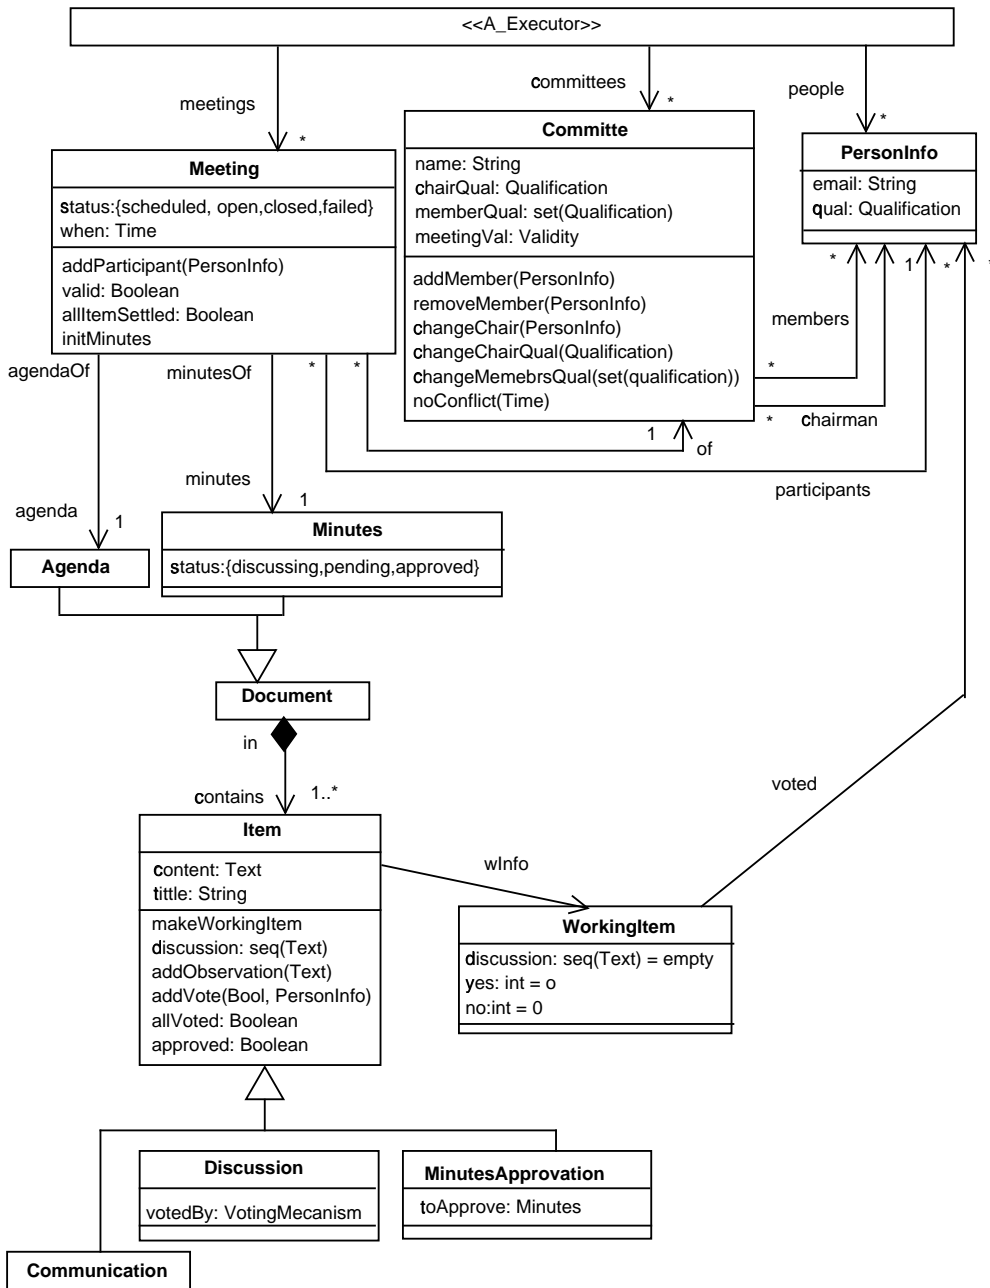 <<A_Executor>>
meetings
*
committees
*
people
*
Meeting
status:{scheduled, open,closed,failed}
when: Time
addParticipant(PersonInfo)
valid: Boolean
allItemSettled: Boolean
initMinutes
Committe
name: String
chairQual: Qualification
memberQual: set(Qualification)
meetingVal: Validity
addMember(PersonInfo)
removeMember(PersonInfo)
changeChair(PersonInfo)
changeChairQual(Qualification)
changeMemebrsQual(set(qualification))
noConflict(Time)
PersonInfo
email: String
qual: Qualification
* 1 * *
members
*
* chairman
agendaOf
minutesOf
* *
1 of
participants
agenda
1
minutes
1
Agenda
Minutes
status:{discussing,pending,approved}
Document
in
contains
1..*
voted
Item
content: Text
tittle: String
makeWorkingItem
discussion: seq(Text)
addObservation(Text)
addVote(Bool, PersonInfo)
allVoted: Boolean
approved: Boolean
wInfo
WorkingItem
discussion: seq(Text) = empty
yes: int = o
no:int = 0
Discussion
votedBy: VotingMecanism
MinutesApprovation
toApprove: Minutes
Communication